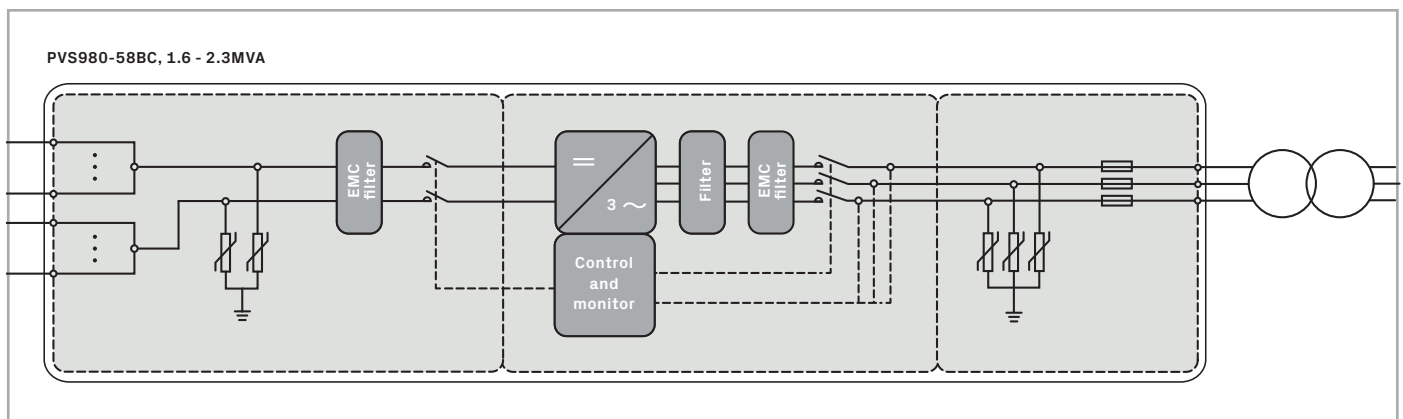 PVS980-58BC, 1.6 - 2.3MVA
EMC
filter
3
Filter
EMC
filter
Control
and
monitor